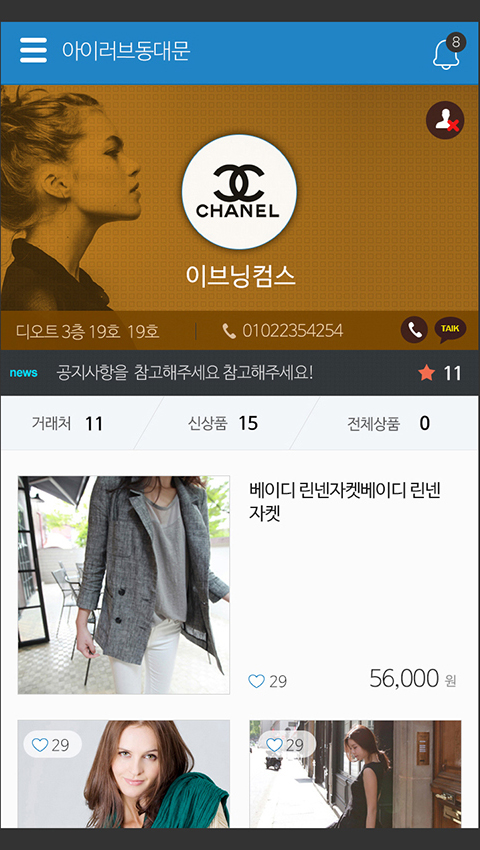 아이러브동대문
8
CHANEL
이브닝컴스
디오트 3층 19호 19호
01022354254
TALK
news 공지사항을 참고해주세요 참고해주세요! 11
거래처 11 신상품 15 전체상품 0
베이디 린넨자켓베이디 린넨
자켓
29 56,000 원
29 29